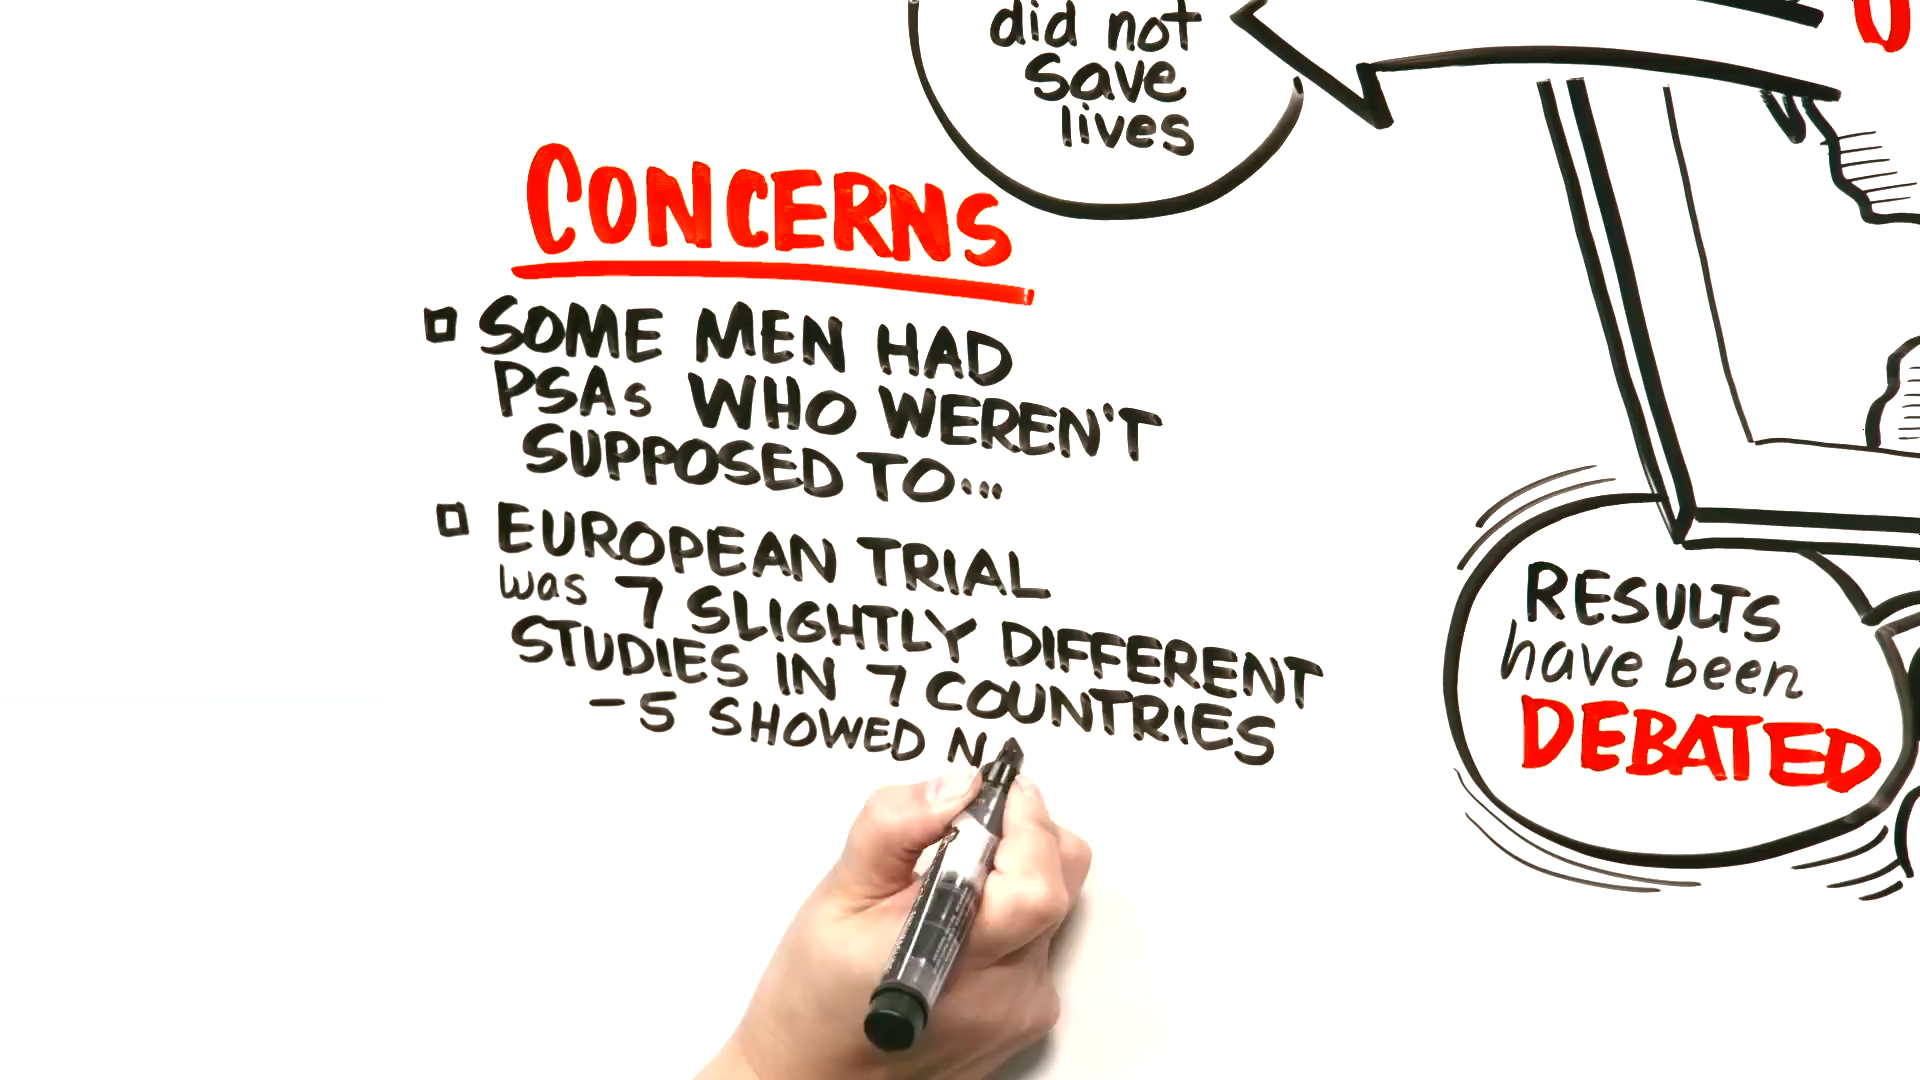 did not
save
lives
CONCERNS
SOME MEN HAD
PSAs WHO WEREN'T
SUPPOSED TO...
EUROPEAN TRIAL
was 7 SLIGHTLY DIFFERENT
STUDIES IN 7 COUNTRIES
- 5 SHOWED N
RESULTS
have been
DEBATED